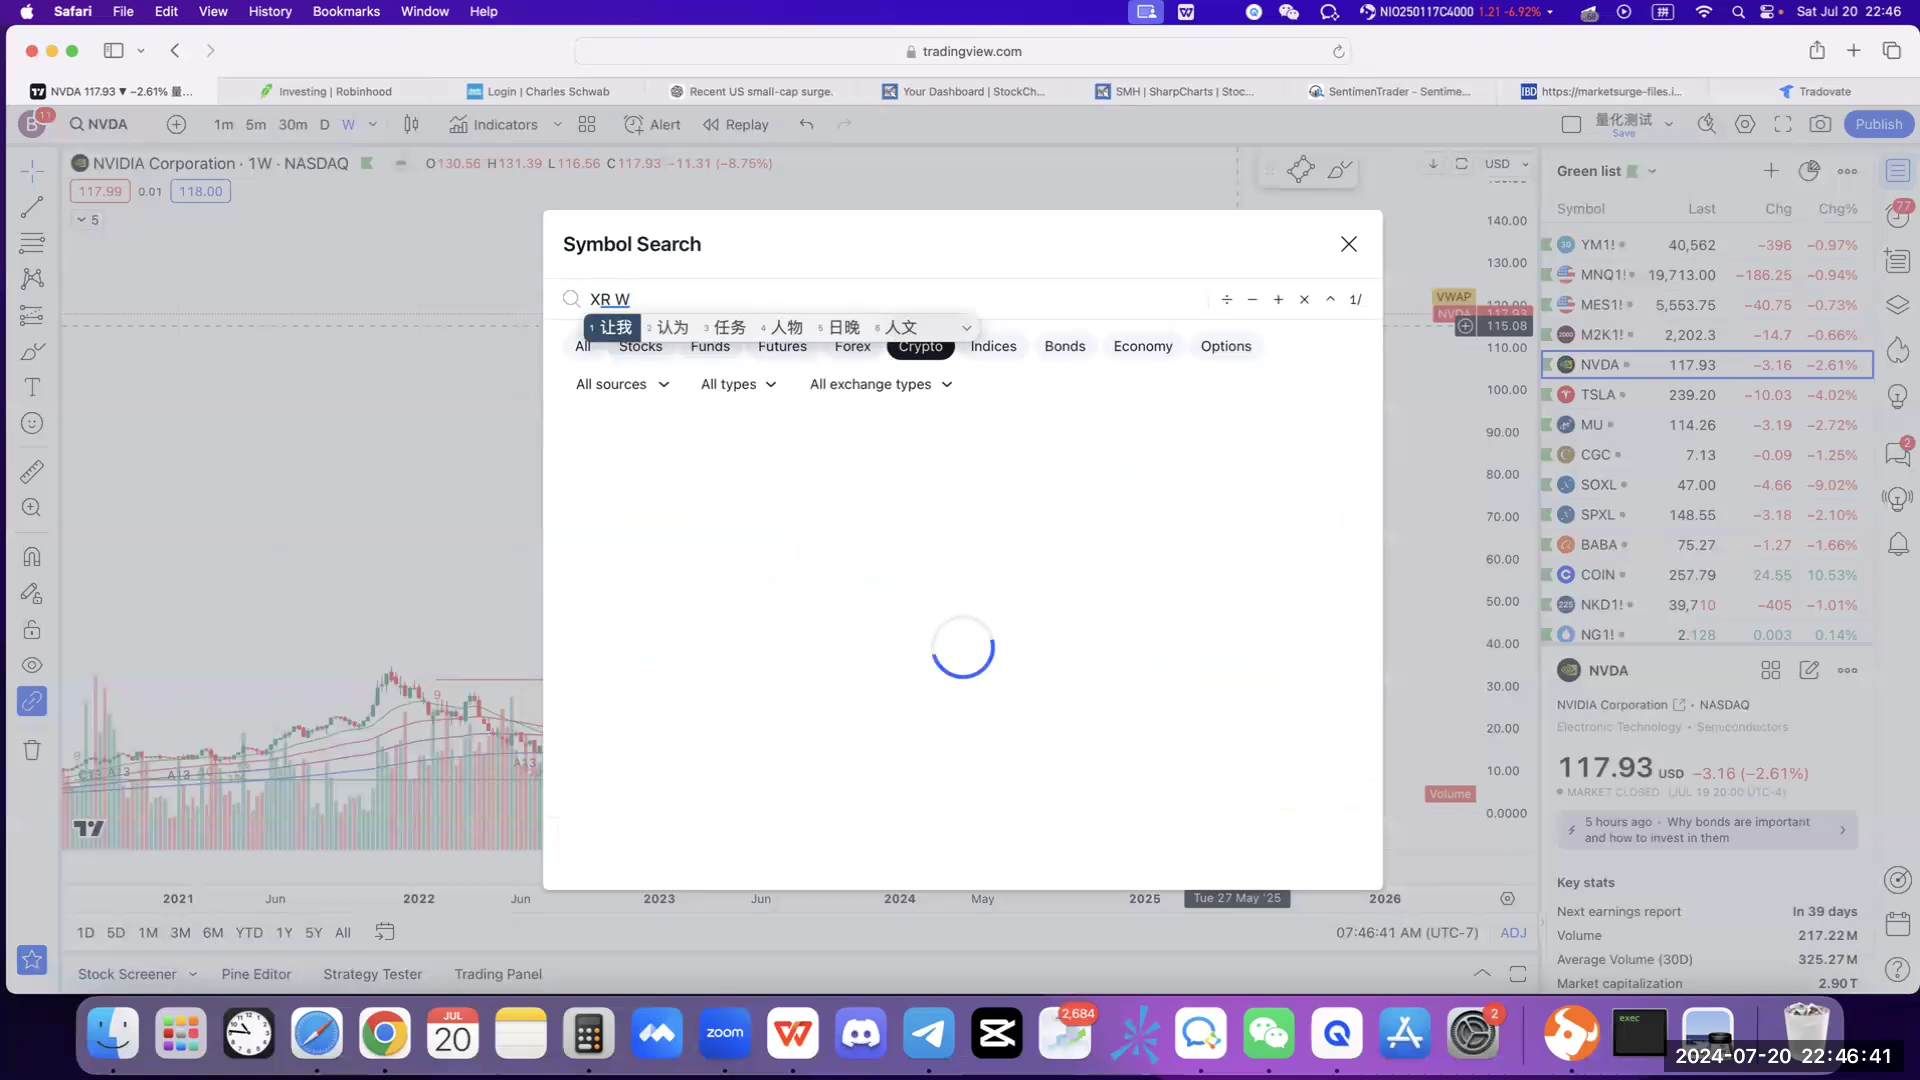 Safari File Edit View History Bookmarks Window Help NIO250117C4000 1.21 -6.92% 拼 Sat Jul 20 22:46
tradingview.com
NVDA 117.93 ▼ −2.61% 量...
Investing | Robinhood
Login | Charles Schwab
Recent US small-cap surge.
Your Dashboard | StockCh...
SMH | SharpCharts | Stoc...
SentimenTrader – Sentime...
IBD https://marketsurge-files.i...
Tradovate
B 11 NVDA 1m 5m 30m D W Indicators Alert Replay 量化测试 Save Publish
NVIDIA Corporation · 1W · NASDAQ O130.56 H131.39 L116.56 C117.93 −11.31 (−8.75%) USD
117.99 0.01 118.00
5
Symbol Search
XR W ÷ − + × ^ 1/
1 让我 2 认为 3 任务 4 人物 5 日晚 6 人文
All Stocks Funds Futures Forex Crypto Indices Bonds Economy Options
All sources All types All exchange types
140.00
130.00
VWAP
115.08
110.00
100.00
90.00
80.00
70.00
60.00
50.00
40.00
30.00
20.00
10.00
Volume
0.0000
9
A13
2021 Jun 2022 Jun 2023 Jun 2024 May 2025 Tue 27 May '25 2026
1D 5D 1M 3M 6M YTD 1Y 5Y All 07:46:41 AM (UTC-7) ADJ
Stock Screener Pine Editor Strategy Tester Trading Panel
Green list
Symbol Last Chg Chg%
YM1! 40,562 −396 −0.97%
MNQ1! 19,713.00 −186.25 −0.94%
MES1! 5,553.75 −40.75 −0.73%
M2K1! 2,202.3 −14.7 −0.66%
NVDA 117.93 −3.16 −2.61%
TSLA 239.20 −10.03 −4.02%
MU 114.26 −3.19 −2.72%
CGC 7.13 −0.09 −1.25%
SOXL 47.00 −4.66 −9.02%
SPXL 148.55 −3.18 −2.10%
BABA 75.27 −1.27 −1.66%
COIN 257.79 24.55 10.53%
NKD1! 39,710 −405 −1.01%
NG1! 2.128 0.003 0.14%
NVDA
NVIDIA Corporation • NASDAQ
Electronic Technology • Semiconductors
117.93 USD −3.16 (−2.61%)
MARKET CLOSED (JUL 19 20:00 UTC-4)
5 hours ago · Why bonds are important
and how to invest in them
Key stats
Next earnings report In 39 days
Volume 217.22M
Average Volume (30D) 325.27M
Market capitalization 2.90T
77
2
JUL
20
zoom
2,684
2
exec
2024-07-20 22:46:41